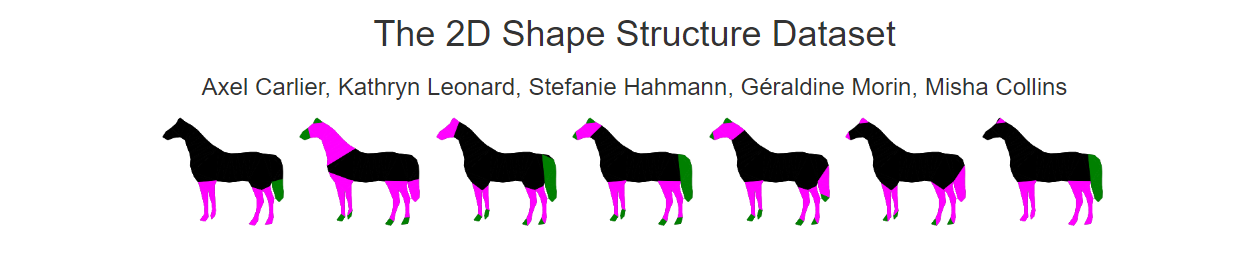 The 2D Shape Structure Dataset
Axel Carlier, Kathryn Leonard, Stefanie Hahmann, Géraldine Morin, Misha Collins